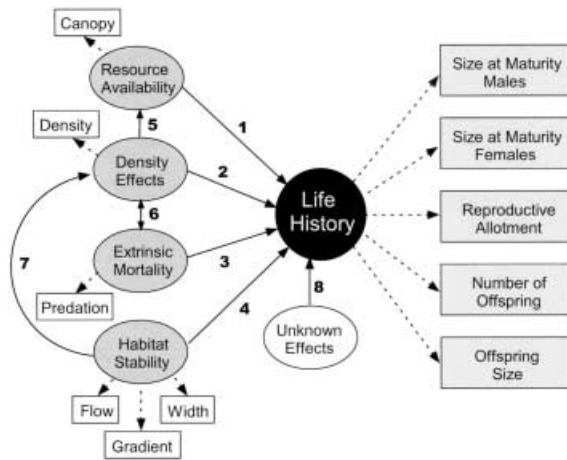 Canopy
Resource
Availability
Size at Maturity
Males
5
1
Density
Density
Effects
2
Size at Maturity
Females
Life
History
6
Reproductive
Allotment
7
Extrinsic
Mortality
3
Predation
4
8
Number of
Offspring
Habitat
Stability
Unknown
Effects
Offspring
Size
Flow
Width
Gradient